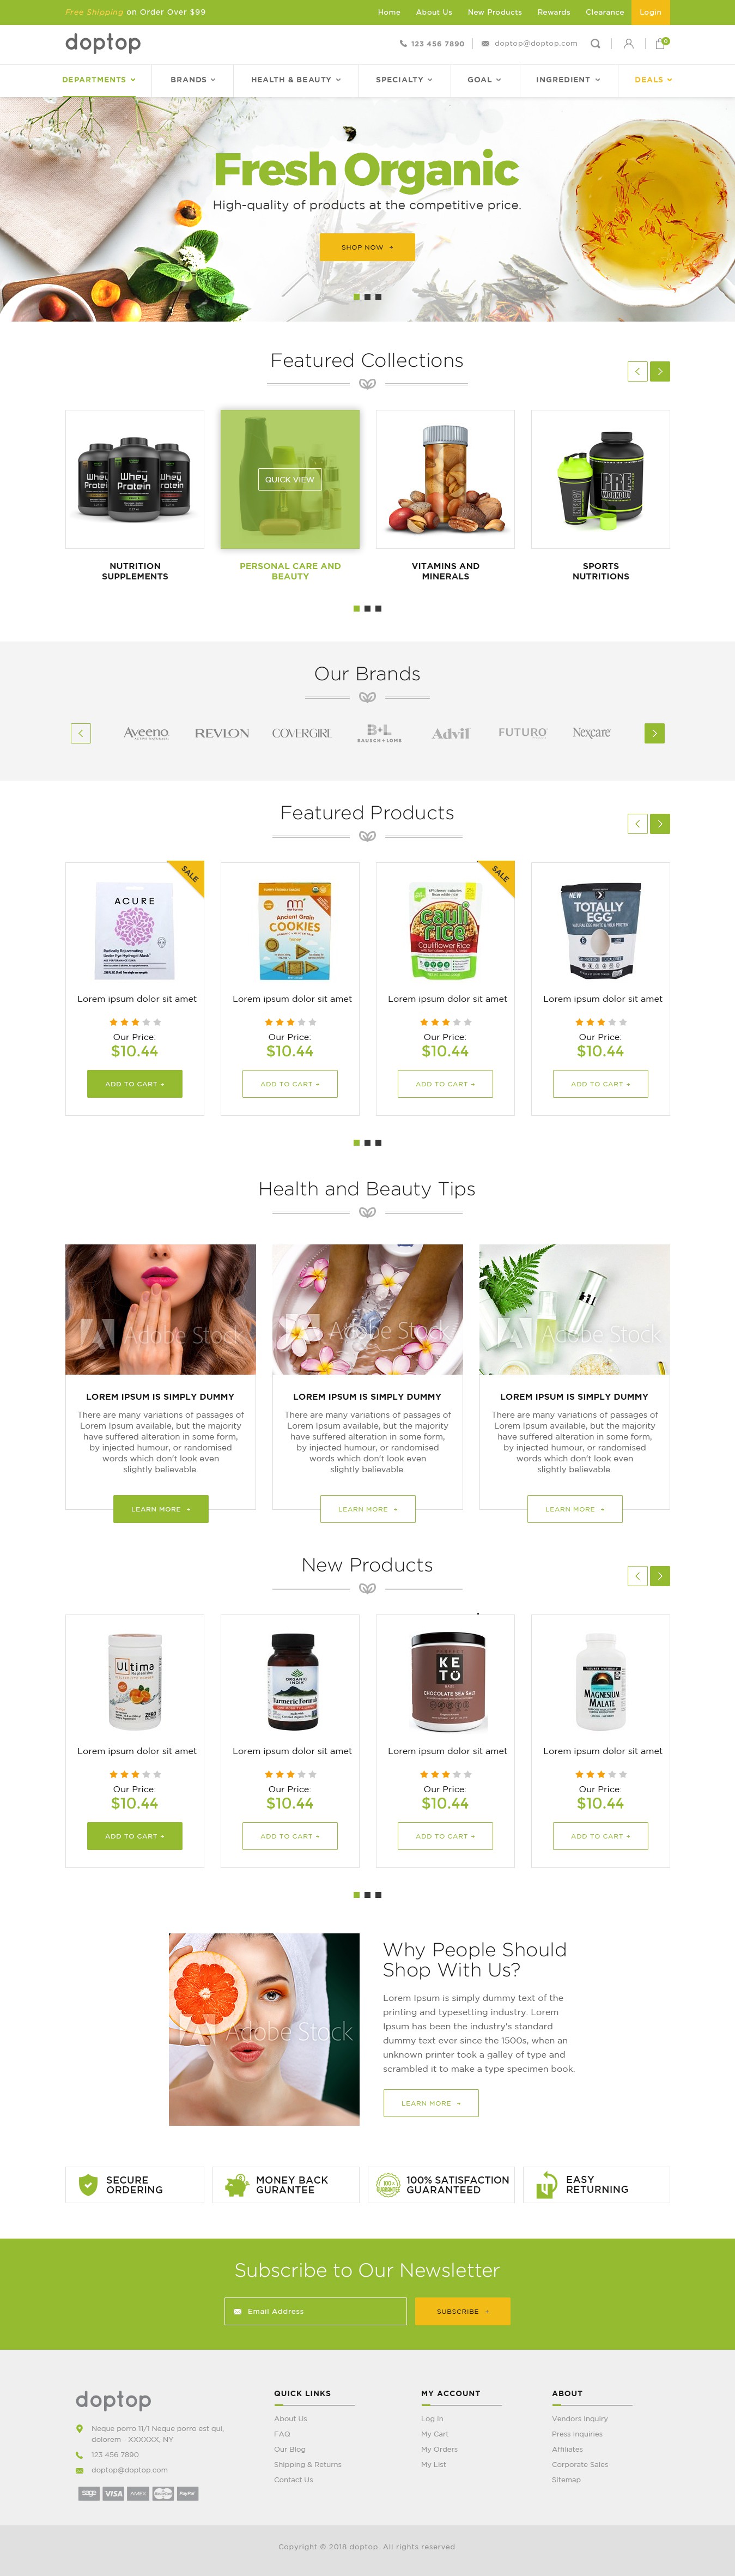 Free Shipping on Order Over $99
Home About Us New Products Rewards Clearance Login
doptop
123 456 7890 doptop@doptop.com 0
DEPARTMENTS BRANDS HEALTH & BEAUTY SPECIALTY GOAL INGREDIENT DEALS
Fresh Organic
High-quality of products at the competitive price.
SHOP NOW
Featured Collections
Whey Protein
QUICK VIEW
PRE WORKOUT
NUTRITION
SUPPLEMENTS
PERSONAL CARE AND
BEAUTY
VITAMINS AND
MINERALS
SPORTS
NUTRITIONS
Our Brands
Aveeno REVLON COVERGIRL B+L Advil FUTURO Nexcare
BAUSCH + LOMB
Featured Products
SALE
SALE
ACURE
Ancient Grain
COOKIES
cauli
rice
Cauliflower Rice
NEW
TOTALLY
EGG
Lorem ipsum dolor sit amet
Our Price:
$10.44
ADD TO CART
Lorem ipsum dolor sit amet
Our Price:
$10.44
ADD TO CART
Lorem ipsum dolor sit amet
Our Price:
$10.44
ADD TO CART
Lorem ipsum dolor sit amet
Our Price:
$10.44
ADD TO CART
Health and Beauty Tips
Adobe Stock
LOREM IPSUM IS SIMPLY DUMMY
There are many variations of passages of
Lorem Ipsum available, but the majority
have suffered alteration in some form,
by injected humour, or randomised
words which don't look even
slightly believable.
LEARN MORE
Adobe Stock
LOREM IPSUM IS SIMPLY DUMMY
There are many variations of passages of
Lorem Ipsum available, but the majority
have suffered alteration in some form,
by injected humour, or randomised
words which don't look even
slightly believable.
LEARN MORE
Adobe Stock
LOREM IPSUM IS SIMPLY DUMMY
There are many variations of passages of
Lorem Ipsum available, but the majority
have suffered alteration in some form,
by injected humour, or randomised
words which don't look even
slightly believable.
LEARN MORE
New Products
Ultima
Replenisher
ZERO
ORGANIC
INDIA
Turmeric Formula
KE
TO
CHOCOLATE SEA SALT
MAGNESIUM
MALATE
Lorem ipsum dolor sit amet
Our Price:
$10.44
ADD TO CART
Lorem ipsum dolor sit amet
Our Price:
$10.44
ADD TO CART
Lorem ipsum dolor sit amet
Our Price:
$10.44
ADD TO CART
Lorem ipsum dolor sit amet
Our Price:
$10.44
ADD TO CART
Adobe Stock
Why People Should
Shop With Us?
Lorem Ipsum is simply dummy text of the
printing and typesetting industry. Lorem
Ipsum has been the industry's standard
dummy text ever since the 1500s, when an
unknown printer took a galley of type and
scrambled it to make a type specimen book.
LEARN MORE
SECURE
ORDERING
MONEY BACK
GURANTEE
100% SATISFACTION
GUARANTEED
EASY
RETURNING
Subscribe to Our Newsletter
Email Address
SUBSCRIBE
doptop
Neque porro 11/1 Neque porro est qui,
dolorem - XXXXXX, NY
123 456 7890
doptop@doptop.com
sage VISA AMEX MasterCard PayPal
QUICK LINKS
About Us
FAQ
Our Blog
Shipping & Returns
Contact Us
MY ACCOUNT
Log In
My Cart
My Orders
My List
ABOUT
Vendors Inquiry
Press Inquiries
Affiliates
Corporate Sales
Sitemap
Copyright © 2018 doptop. All rights reserved.